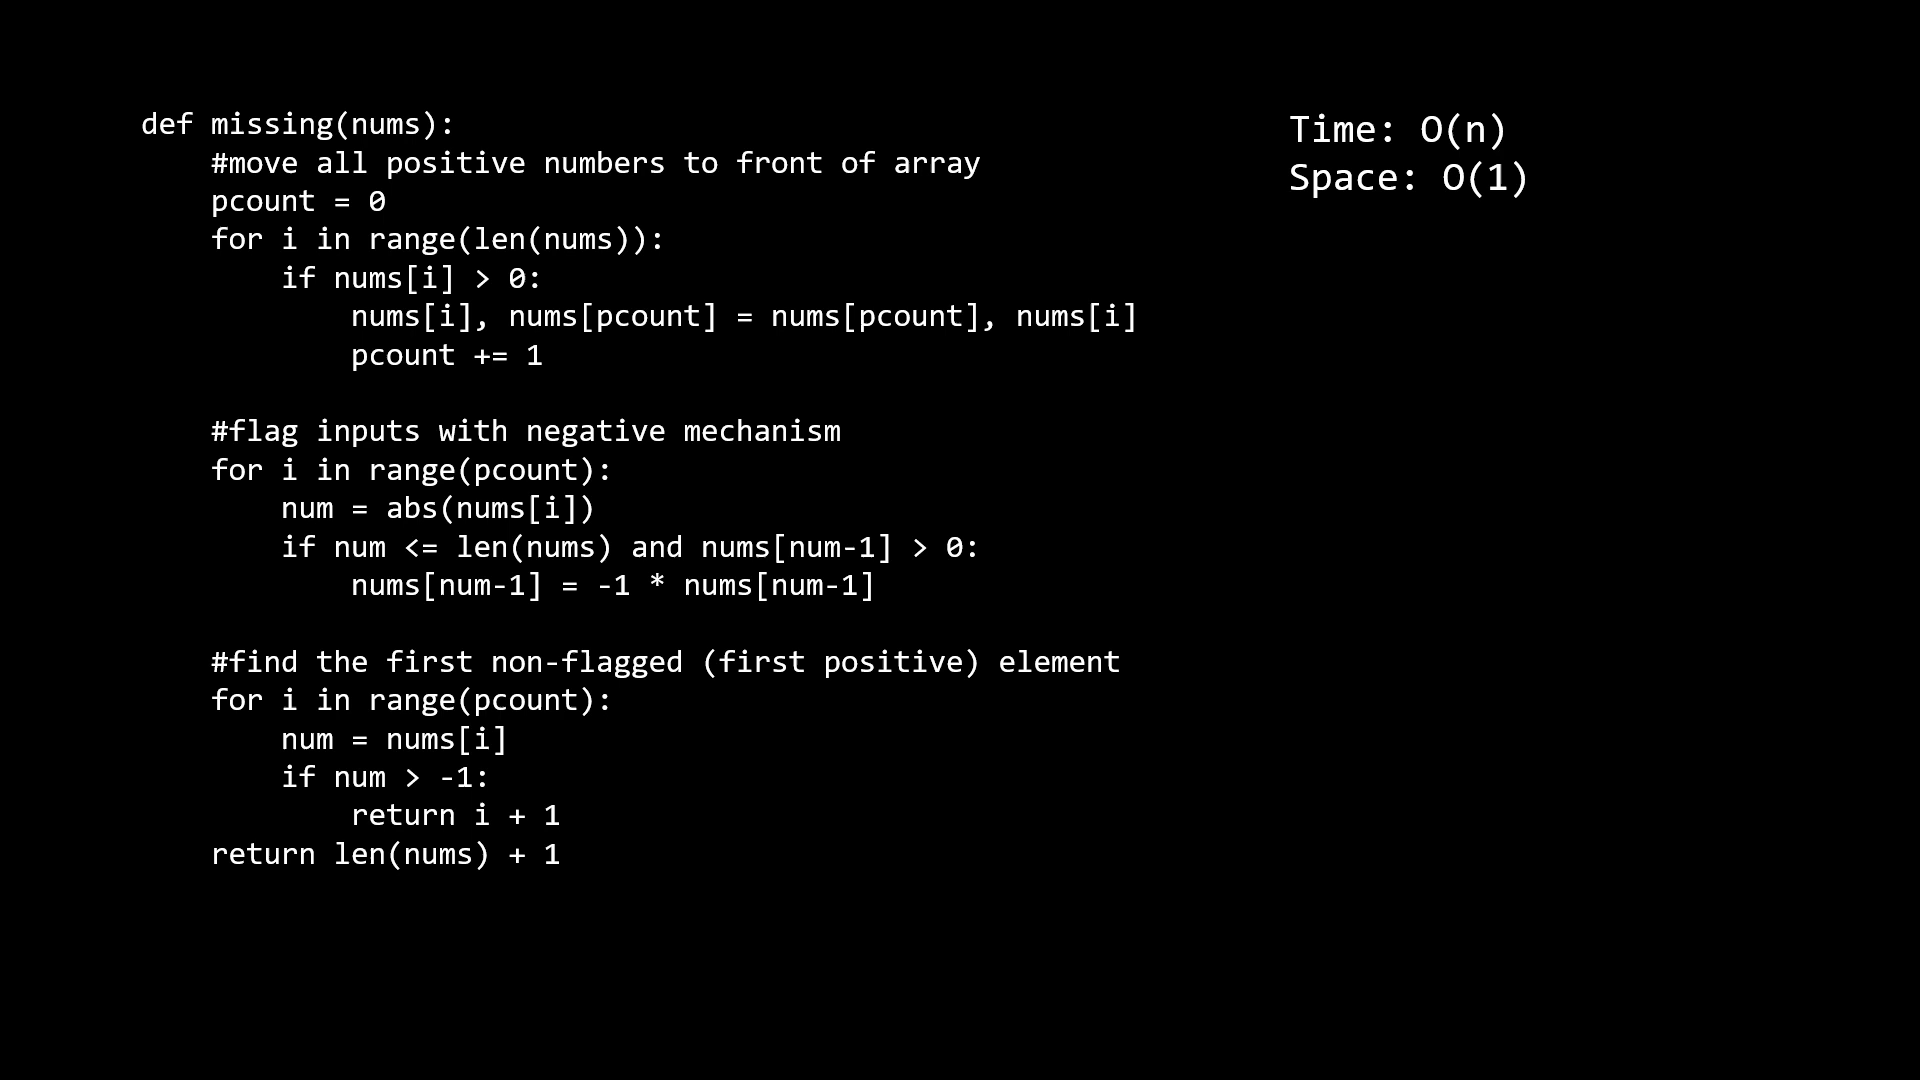 def missing(nums):
    #move all positive numbers to front of array
    pcount = 0
    for i in range(len(nums)):
        if nums[i] > 0:
            nums[i], nums[pcount] = nums[pcount], nums[i]
            pcount += 1

    #flag inputs with negative mechanism
    for i in range(pcount):
        num = abs(nums[i])
        if num <= len(nums) and nums[num-1] > 0:
            nums[num-1] = -1 * nums[num-1]

    #find the first non-flagged (first positive) element
    for i in range(pcount):
        num = nums[i]
        if num > -1:
            return i + 1
    return len(nums) + 1
Time: O(n)
Space: O(1)